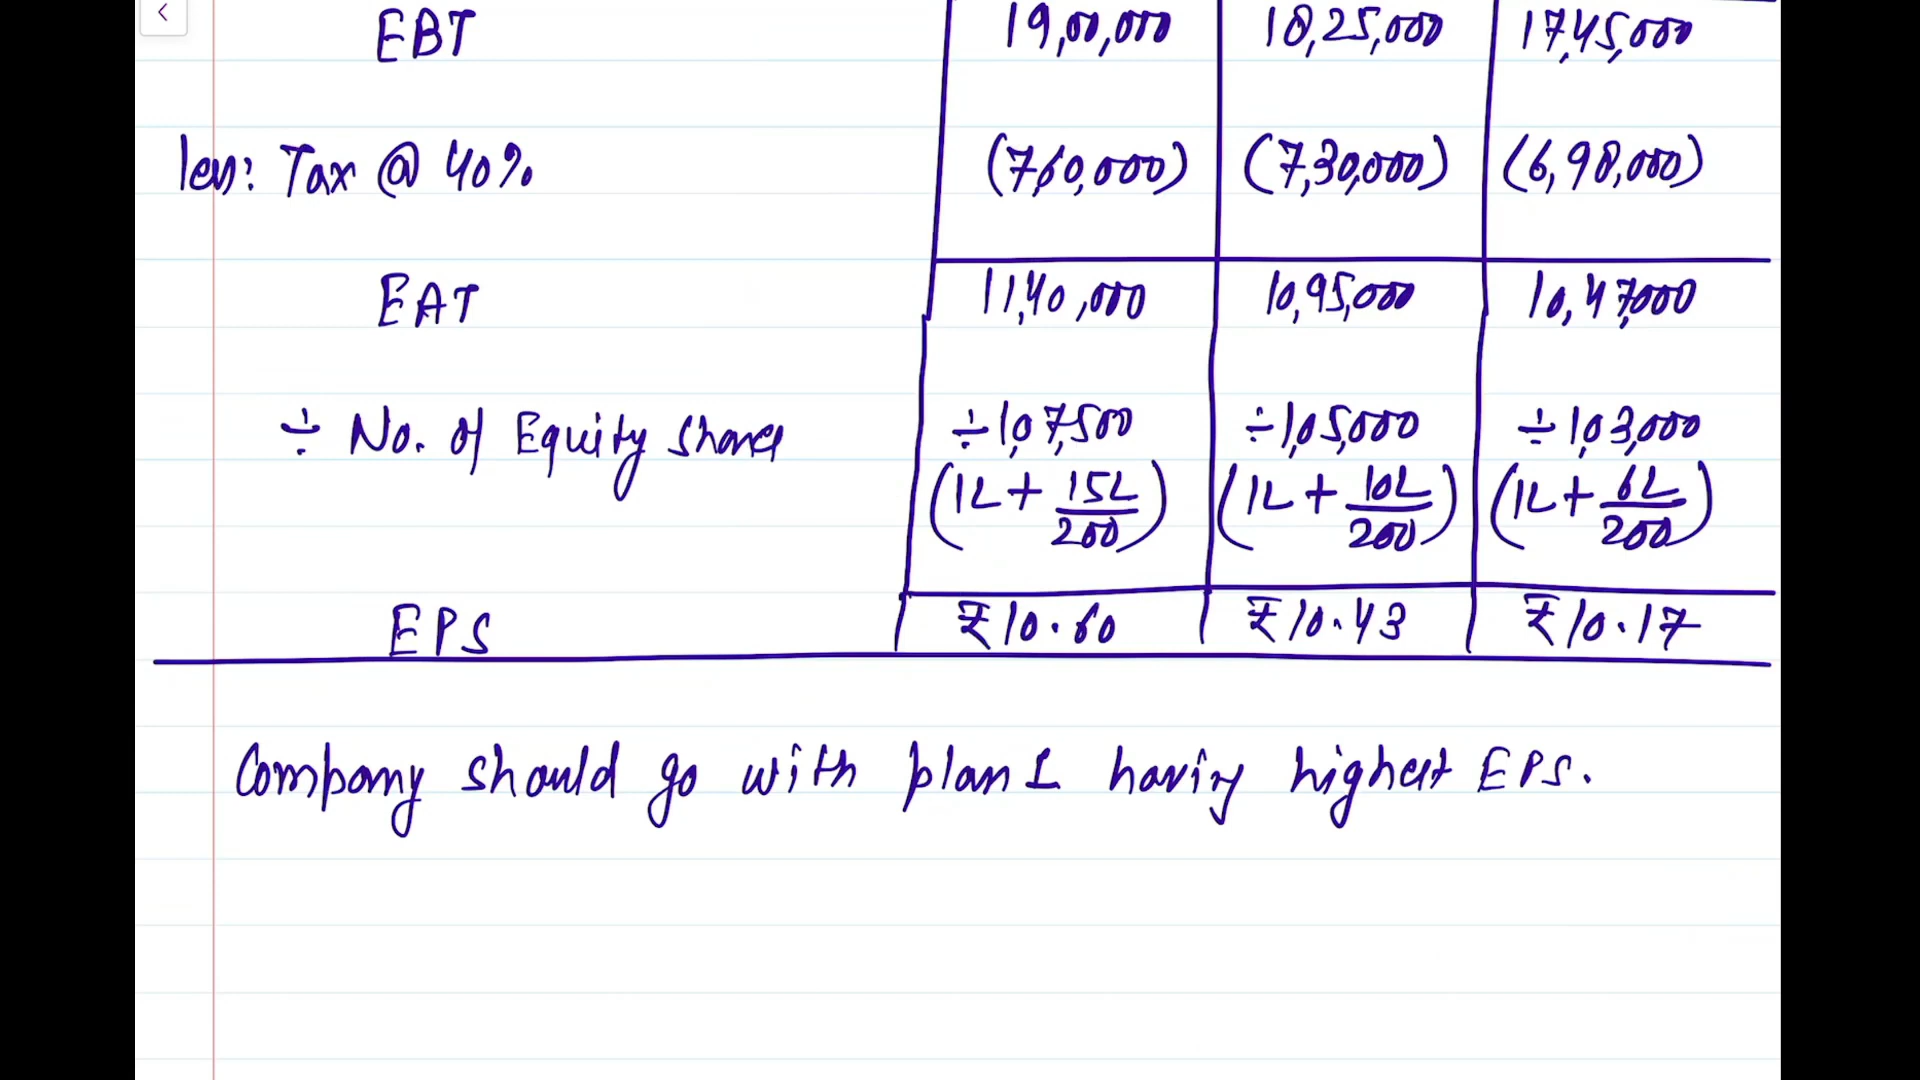 EBT 19,00,000 18,25,000 17,45,000
less: Tax @ 40% (7,60,000) (7,30,000) (6,98,000)
EAT 11,40,000 10,95,000 10,47,000
÷ No. of Equity Shares ÷1,07,500 ÷1,05,000 ÷1,03,000
(1L + 15L/200) (1L + 10L/200) (1L + 6L/200)
EPS ₹10.60 ₹10.43 ₹10.17
Company should go with plan 1 having highest EPS.